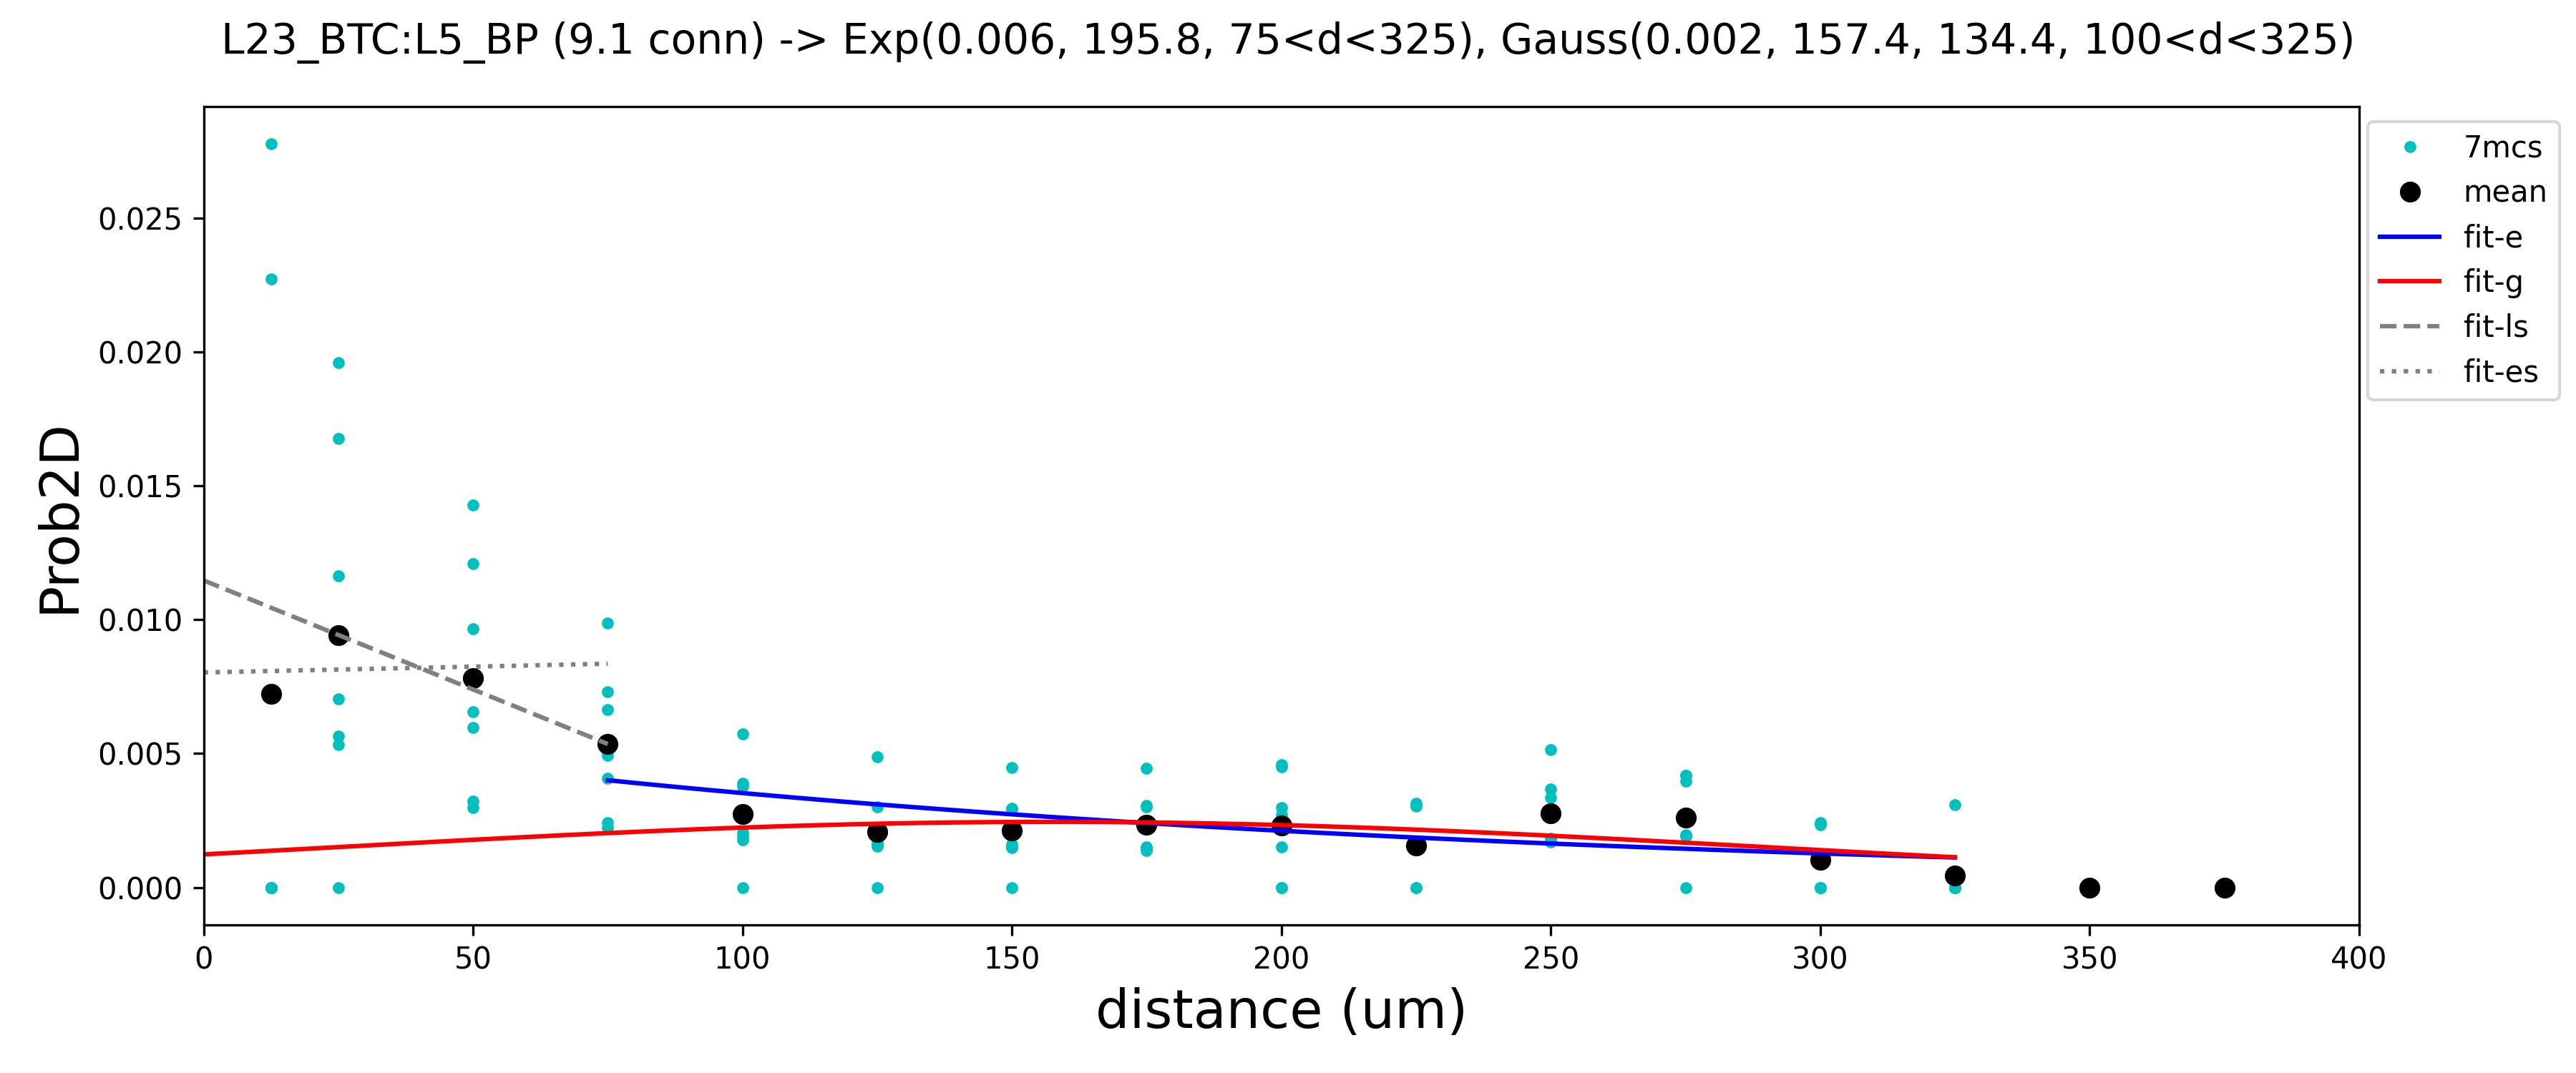 L23_BTC:L5_BP (9.1 conn) -> Exp(0.006, 195.8, 75<d<325), Gauss(0.002, 157.4, 134.4, 100<d<325)
7mcs
mean
fit-e
fit-g
fit-ls
fit-es
Prob2D
0.025
0.020
0.015
0.010
0.005
0.000
0 50 100 150 200 250 300 350 400
distance (um)